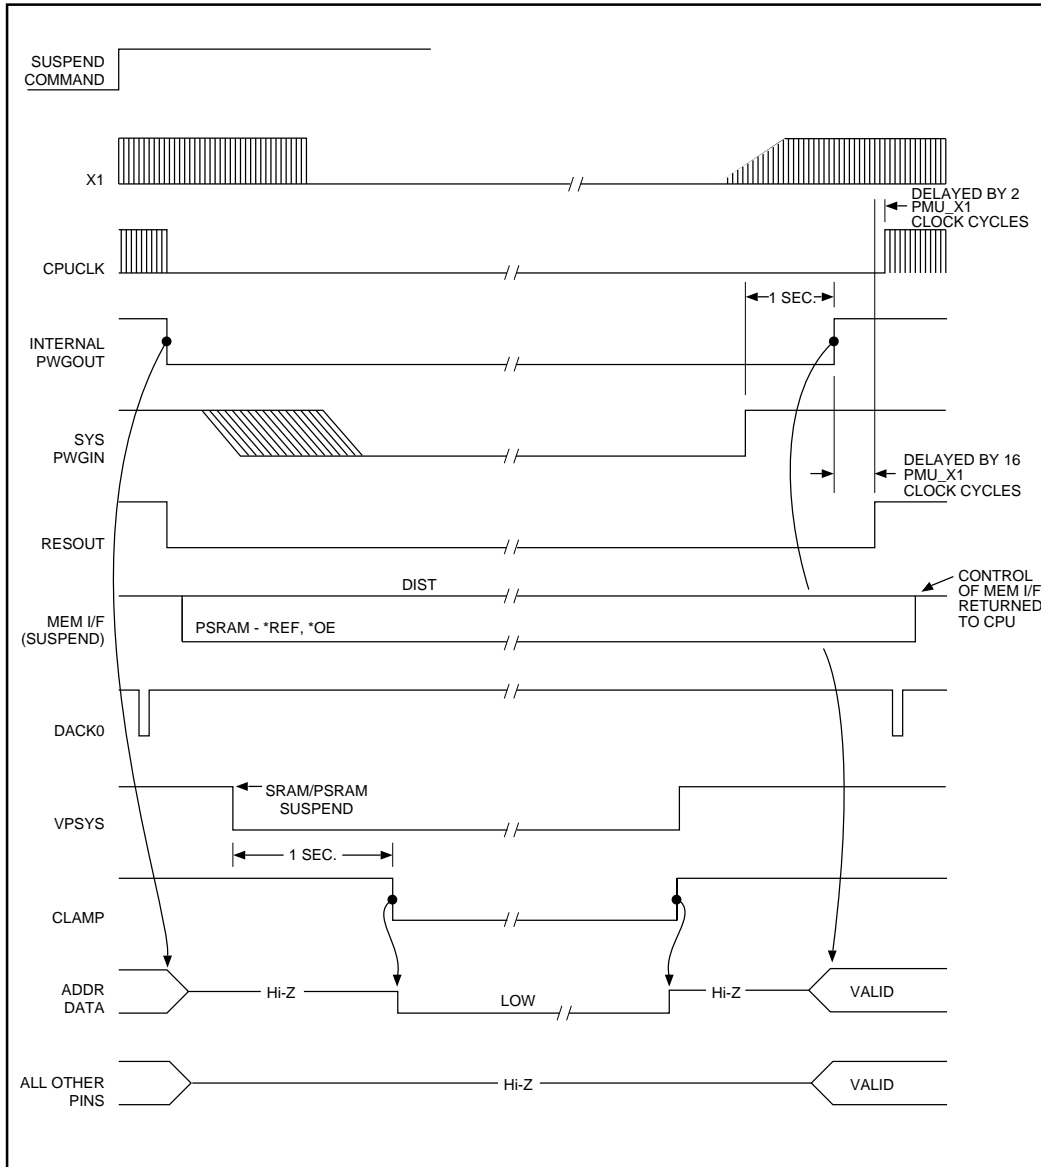 SUSPEND
COMMAND
X1
DELAYED BY 2
PMU_X1
CLOCK CYCLES
CPUCLK
1 SEC.
INTERNAL
PWGOUT
SYS
PWGIN
DELAYED BY 16
PMU_X1
CLOCK CYCLES
RESOUT
DIST
CONTROL
OF MEM I/F
RETURNED
TO CPU
MEM I/F
(SUSPEND)
PSRAM - *REF, *OE
DACK0
SRAM/PSRAM
SUSPEND
VPSYS
1 SEC.
CLAMP
ADDR
DATA
Hi-Z
LOW
Hi-Z
VALID
ALL OTHER
PINS
Hi-Z
VALID